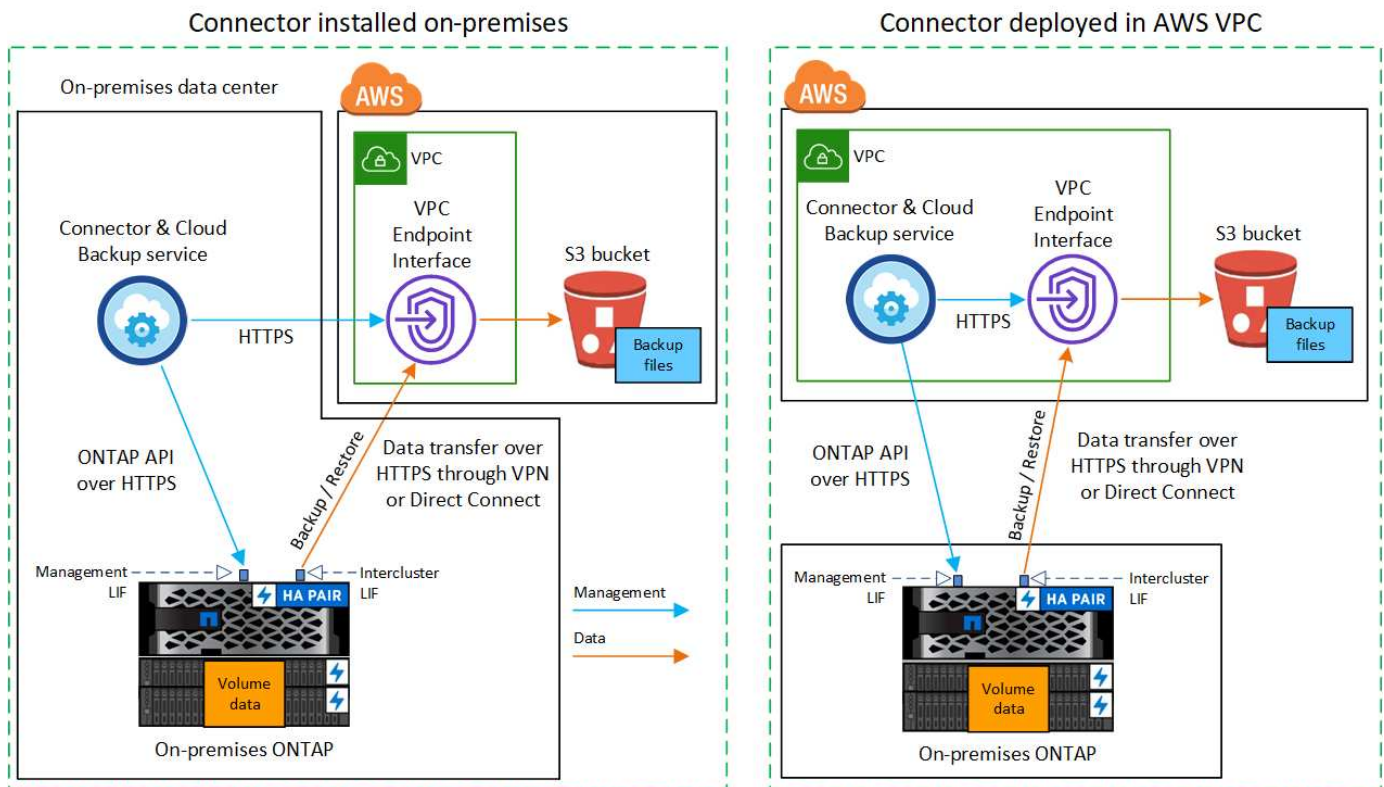 Connector installed on-premises
On-premises data center
AWS
VPC
VPC
Endpoint
Interface
Connector & Cloud
Backup service
S3 bucket
HTTPS
Backup
files
ONTAP API
over HTTPS
Backup / Restore
Data transfer over
HTTPS through VPN
or Direct Connect
Management
LIF
Intercluster
LIF
HA PAIR
Management
Data
Volume
data
On-premises ONTAP
Connector deployed in AWS VPC
AWS
VPC
Connector & Cloud
Backup service
VPC
Endpoint
Interface
S3 bucket
HTTPS
Backup
files
ONTAP API
over HTTPS
Backup / Restore
Data transfer over
HTTPS through VPN
or Direct Connect
Management
LIF
Intercluster
LIF
HA PAIR
Volume
data
On-premises ONTAP